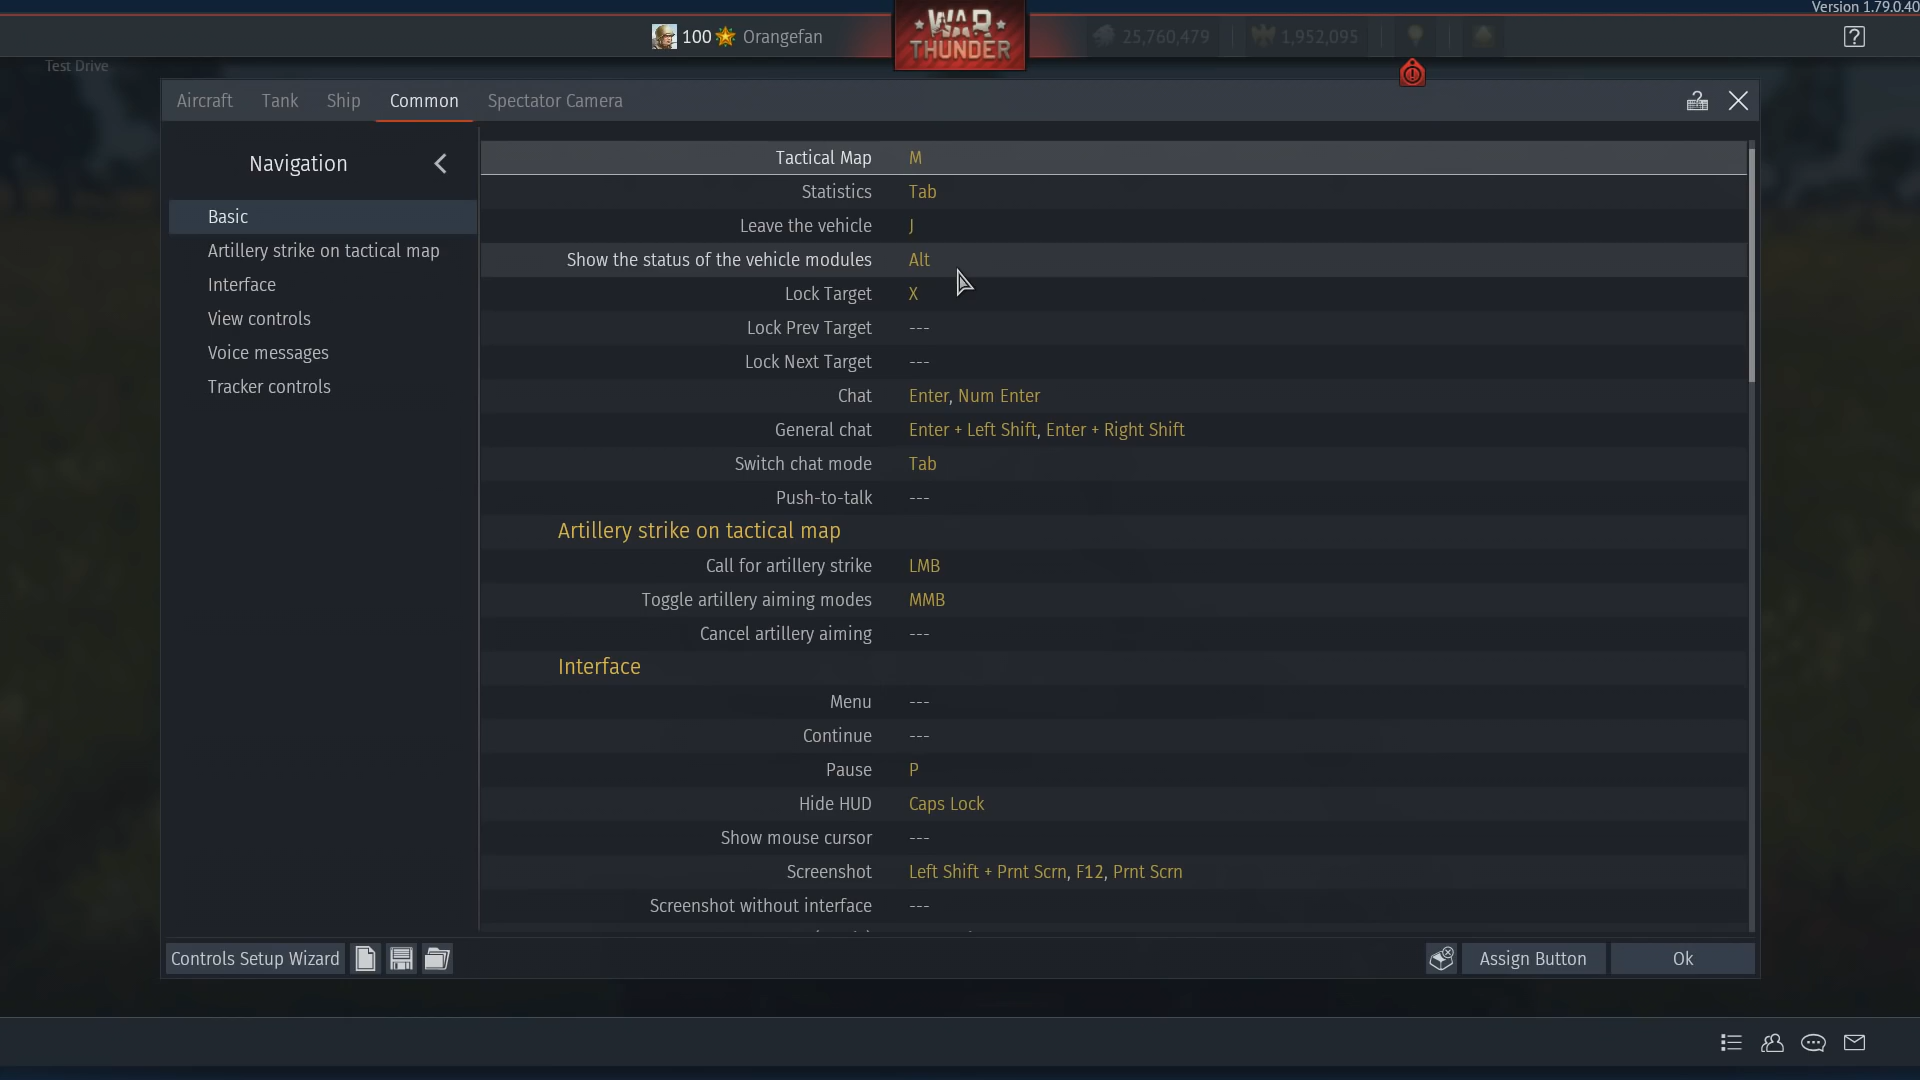 Version 1.79.0.40
100 Orangefan
WAR THUNDER
25,760,479
1,952,095
Test Drive
Aircraft Tank Ship Common Spectator Camera
Navigation
Basic
Artillery strike on tactical map
Interface
View controls
Voice messages
Tracker controls
Tactical Map M
Statistics Tab
Leave the vehicle J
Show the status of the vehicle modules Alt
Lock Target X
Lock Prev Target ---
Lock Next Target ---
Chat Enter, Num Enter
General chat Enter + Left Shift, Enter + Right Shift
Switch chat mode Tab
Push-to-talk ---
Artillery strike on tactical map
Call for artillery strike LMB
Toggle artillery aiming modes MMB
Cancel artillery aiming ---
Interface
Menu ---
Continue ---
Pause P
Hide HUD Caps Lock
Show mouse cursor ---
Screenshot Left Shift + Prnt Scrn, F12, Prnt Scrn
Screenshot without interface ---
Controls Setup Wizard
Assign Button
Ok